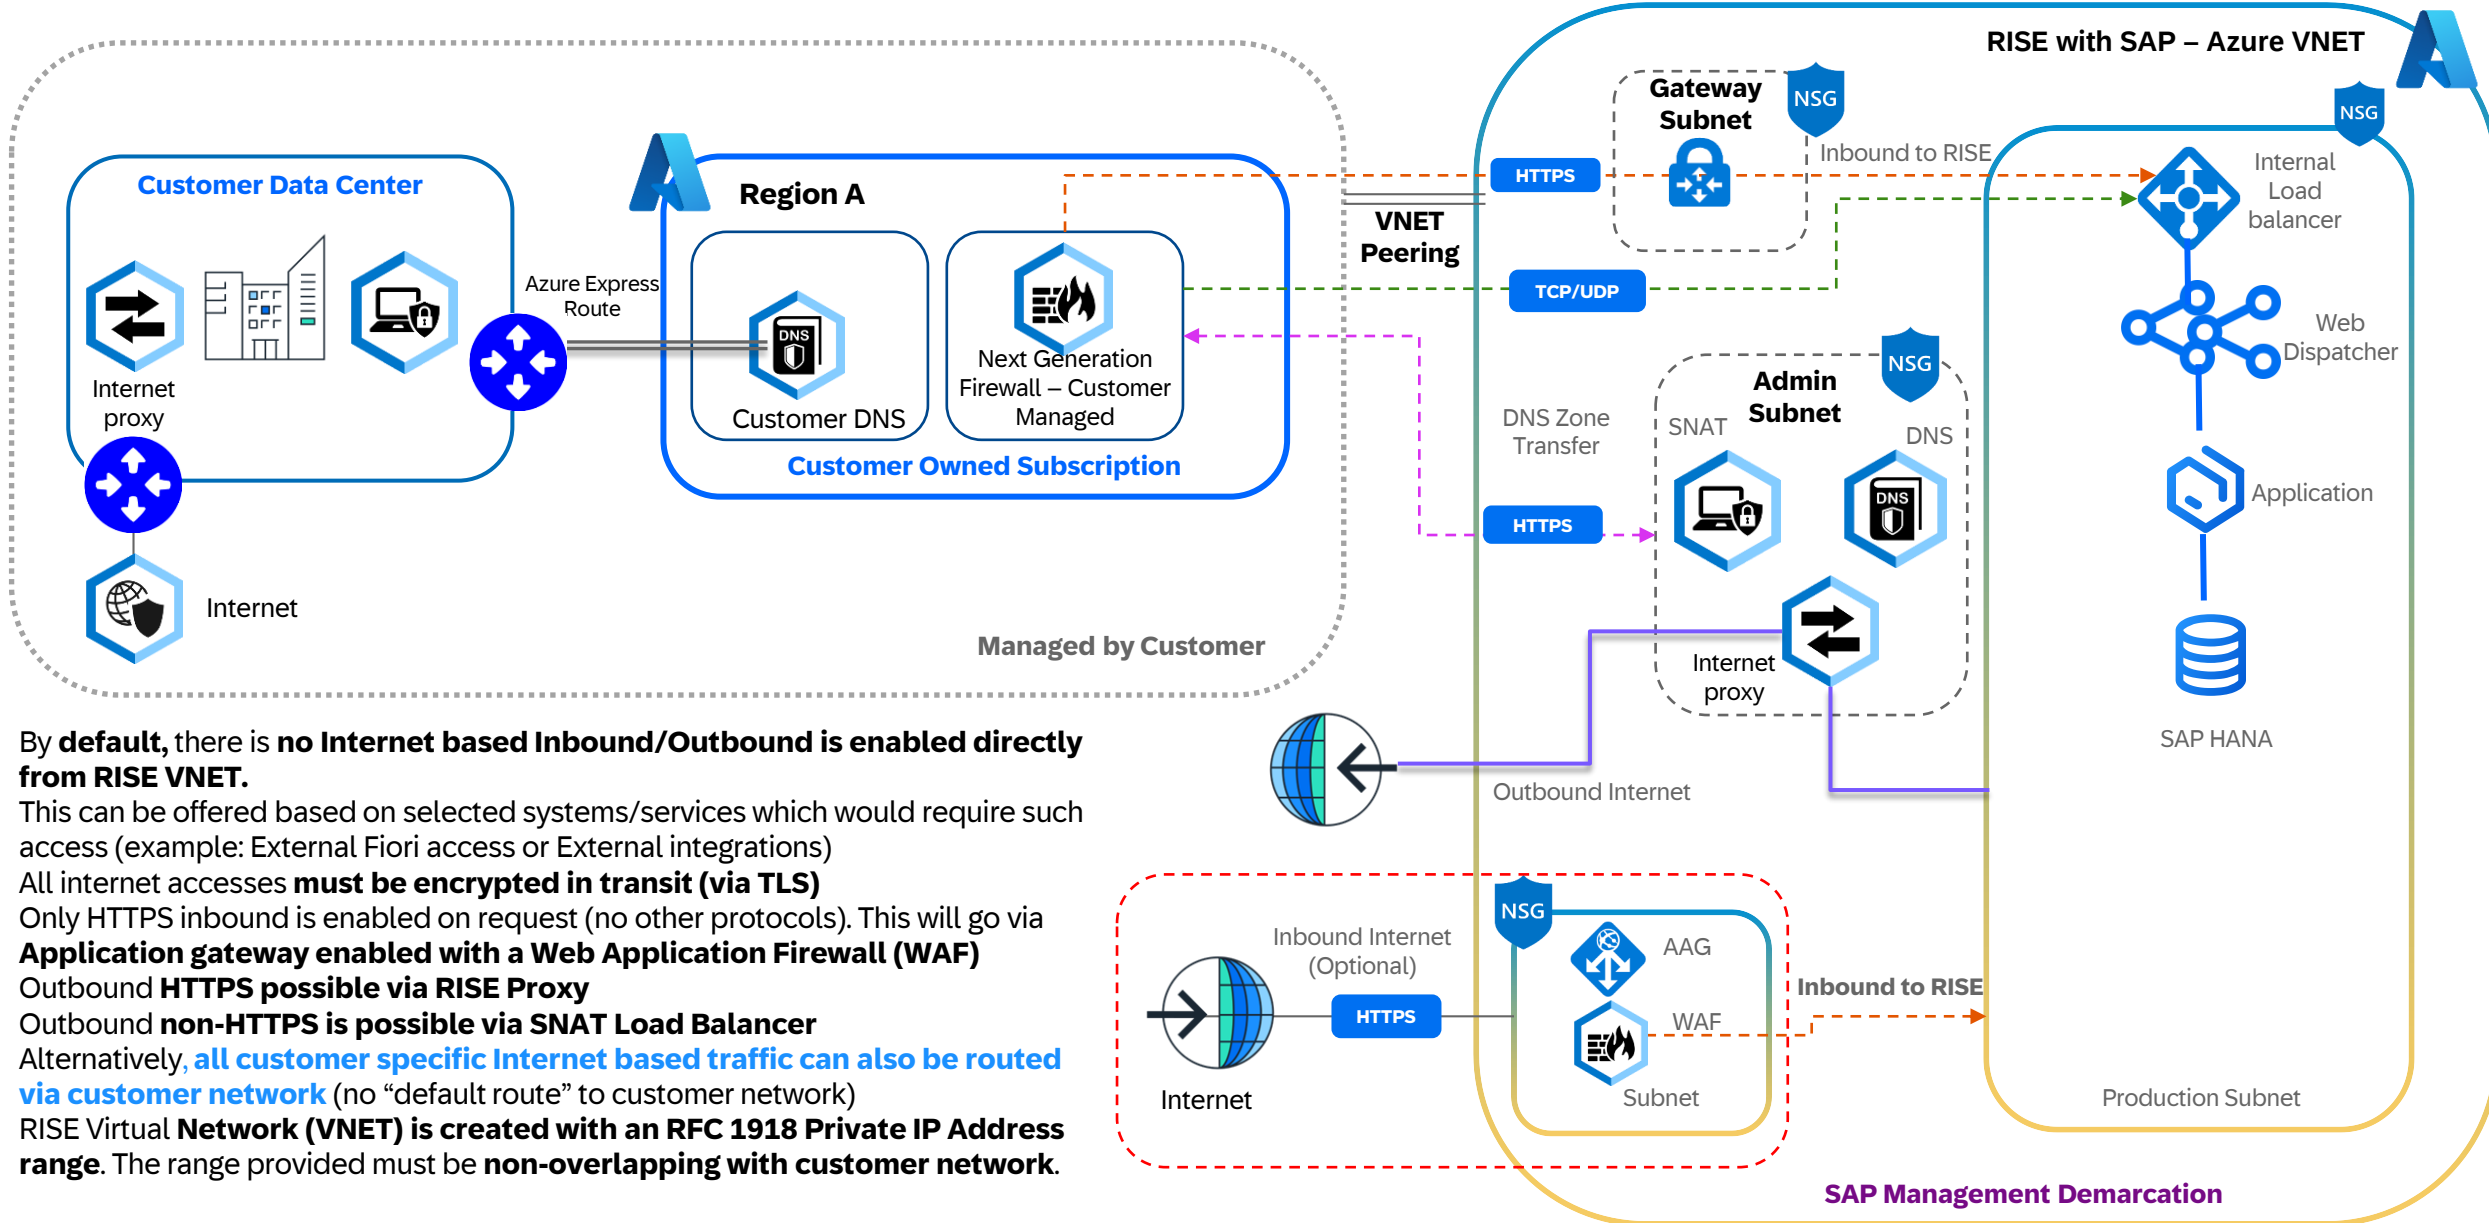 RISE with SAP – Azure VNET
Gateway
Subnet
NSG
NSG
Inbound to RISE
Internal
Load
balancer
Customer Data Center
Region A
HTTPS
VNET
Peering
Azure Express
Route
TCP/UDP
DNS
Next Generation
Firewall – Customer
Managed
Customer DNS
Customer Owned Subscription
Internet
proxy
Internet
Managed by Customer
Web
Dispatcher
NSG
Admin
Subnet
DNS Zone
Transfer
SNAT
DNS
DNS
HTTPS
Application
Internet
proxy
SAP HANA
Outbound Internet
By default, there is no Internet based Inbound/Outbound is enabled directly
from RISE VNET.
This can be offered based on selected systems/services which would require such
access (example: External Fiori access or External integrations)
All internet accesses must be encrypted in transit (via TLS)
Only HTTPS inbound is enabled on request (no other protocols). This will go via
Application gateway enabled with a Web Application Firewall (WAF)
Outbound HTTPS possible via RISE Proxy
Outbound non-HTTPS is possible via SNAT Load Balancer
Alternatively, all customer specific Internet based traffic can also be routed
via customer network (no “default route” to customer network)
RISE Virtual Network (VNET) is created with an RFC 1918 Private IP Address
range. The range provided must be non-overlapping with customer network.
NSG
Inbound Internet
(Optional)
AAG
HTTPS
WAF
Inbound to RISE
Internet
Subnet
Production Subnet
SAP Management Demarcation